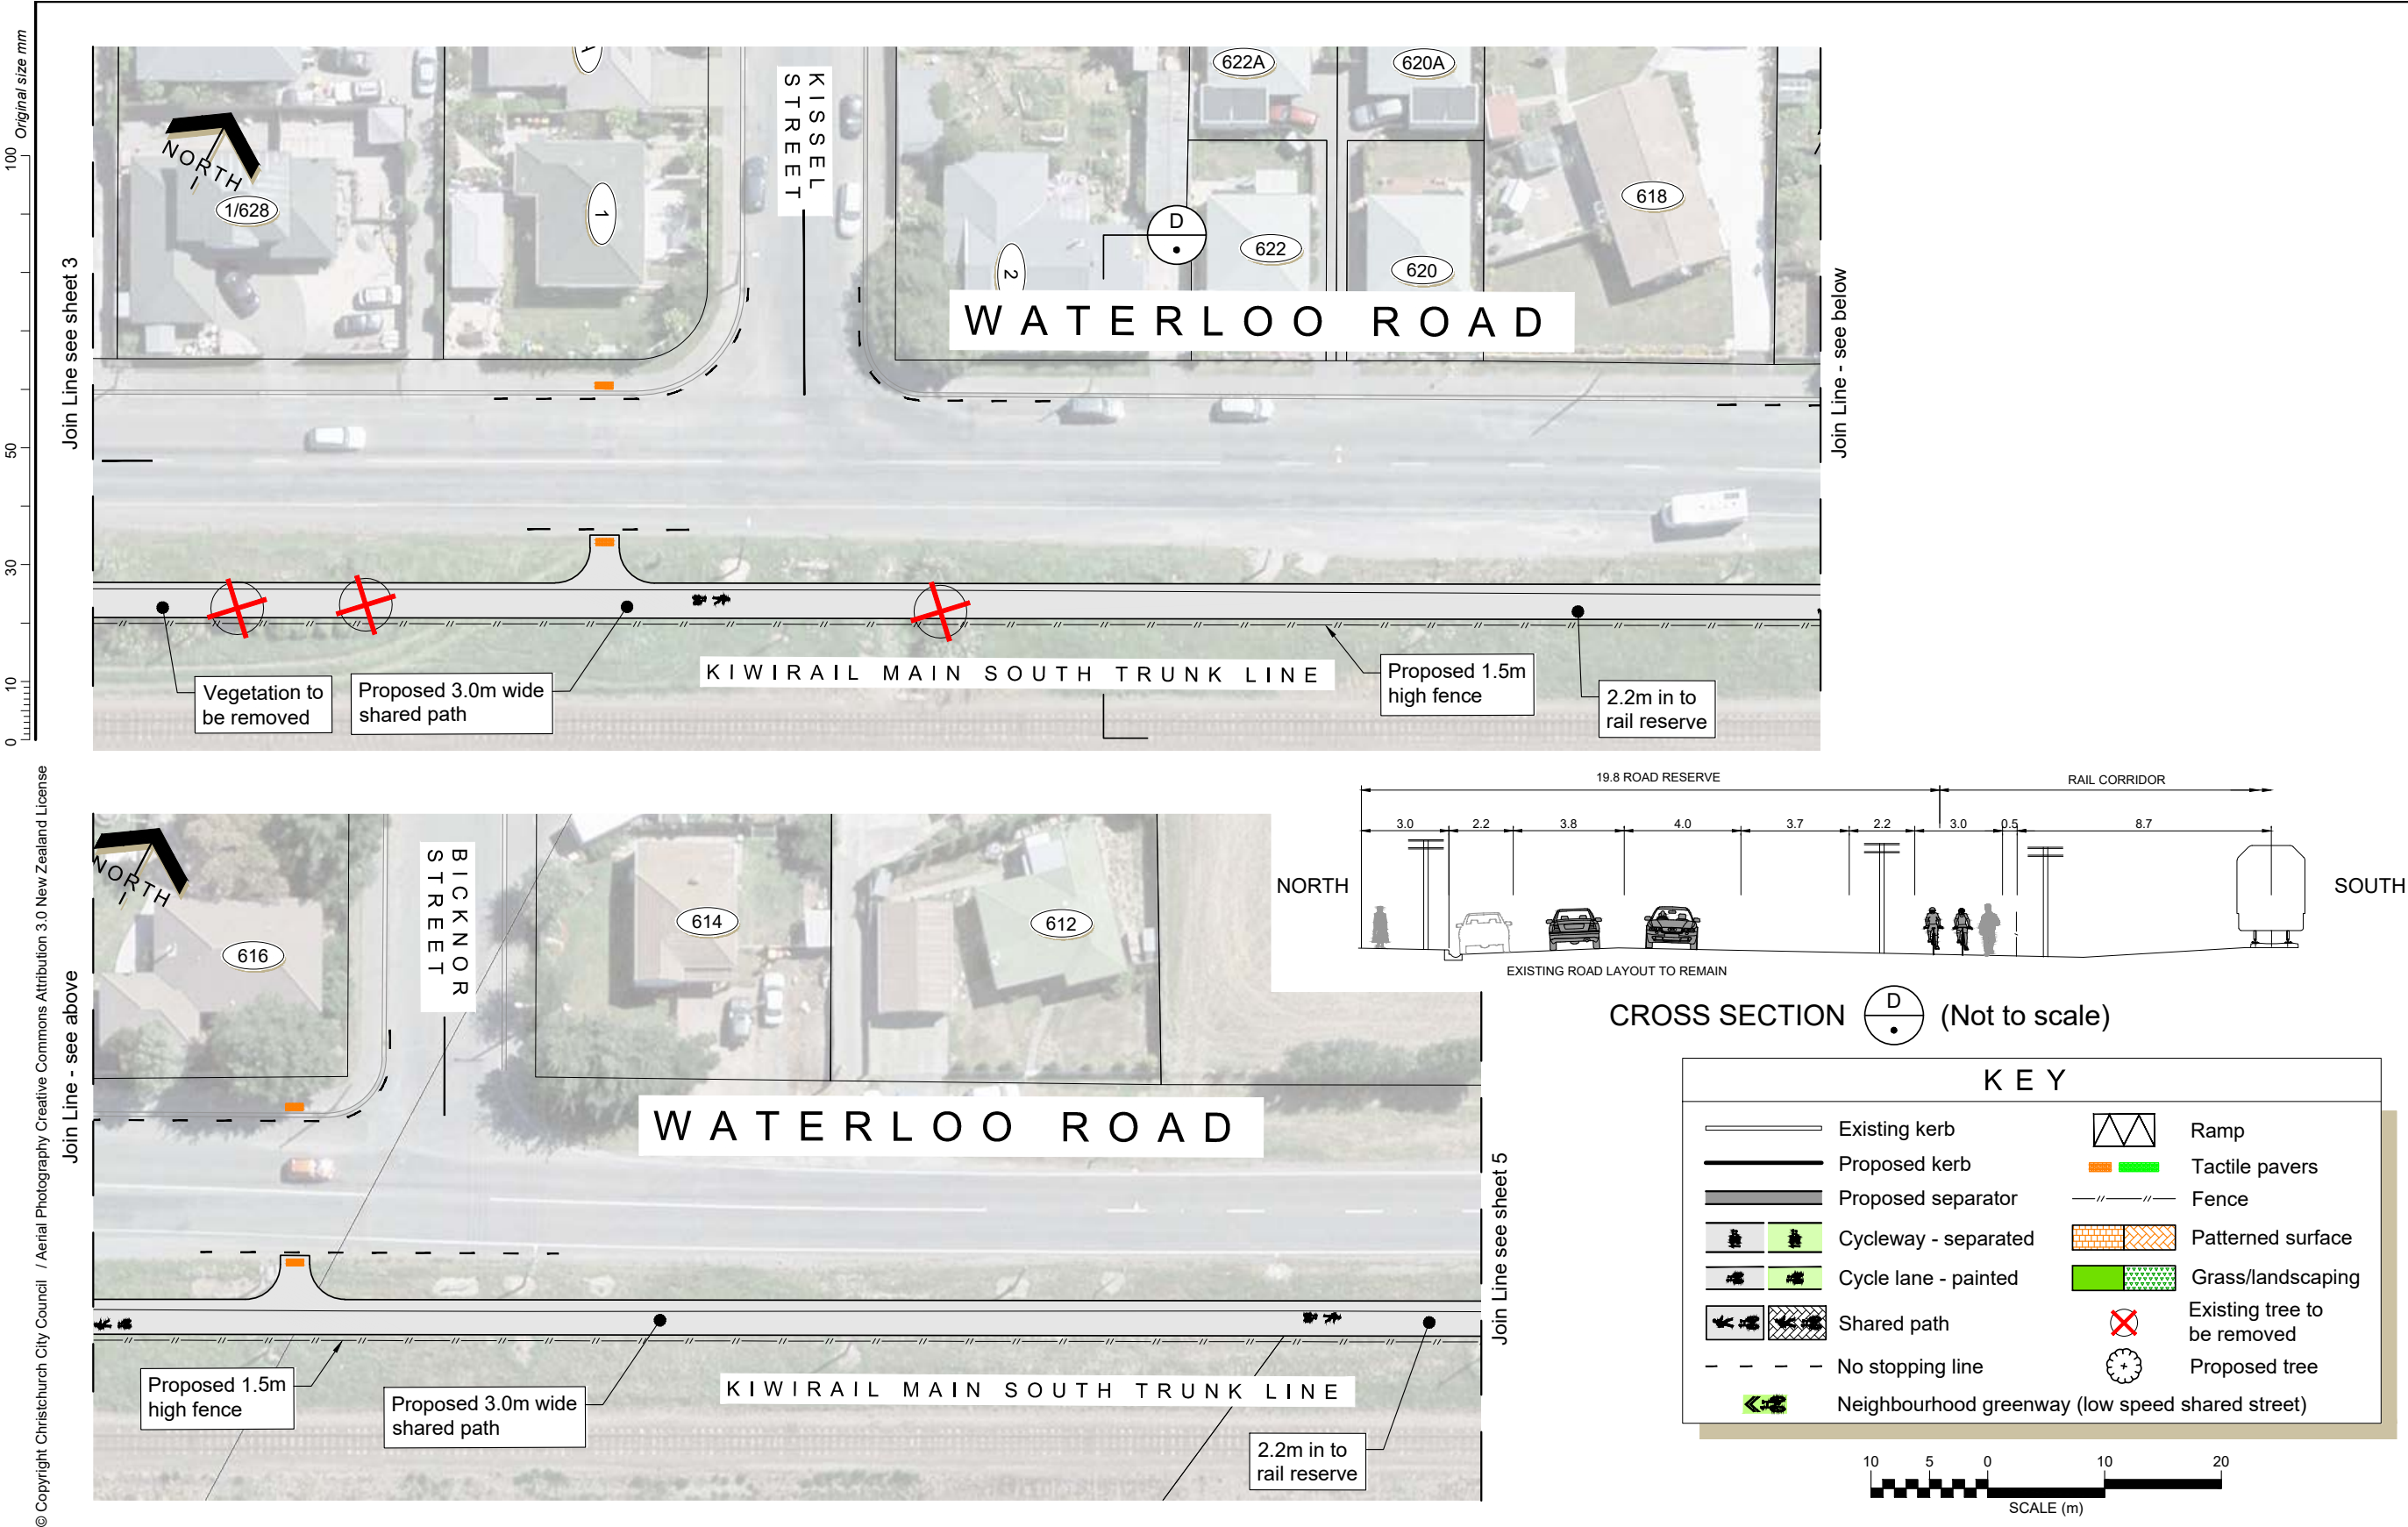 Original size mm
100
50
30
10
0
© Copyright Christchurch City Council / Aerial Photography Creative Commons Attribution 3.0 New Zealand License
Join Line see sheet 3
NORTH
1/628
1
KISSEL
STREET
2
D
622A
622
620A
620
618
WATERLOO ROAD
Join Line - see below
KIWIRAIL MAIN SOUTH TRUNK LINE
Vegetation to
be removed
Proposed 3.0m wide
shared path
Proposed 1.5m
high fence
2.2m in to
rail reserve
Join Line - see above
NORTH
616
BICKNOR
STREET
614
612
WATERLOO ROAD
Join Line see sheet 5
KIWIRAIL MAIN SOUTH TRUNK LINE
Proposed 1.5m
high fence
Proposed 3.0m wide
shared path
2.2m in to
rail reserve
19.8 ROAD RESERVE
RAIL CORRIDOR
3.0
2.2
3.8
4.0
3.7
2.2
3.0
0.5
8.7
NORTH
SOUTH
EXISTING ROAD LAYOUT TO REMAIN
CROSS SECTION D (Not to scale)
KEY
Existing kerb
Proposed kerb
Proposed separator
Cycleway - separated
Cycle lane - painted
Shared path
No stopping line
Neighbourhood greenway (low speed shared street)
Ramp
Tactile pavers
Fence
Patterned surface
Grass/landscaping
Existing tree to
be removed
Proposed tree
10 5 0 10 20
SCALE (m)